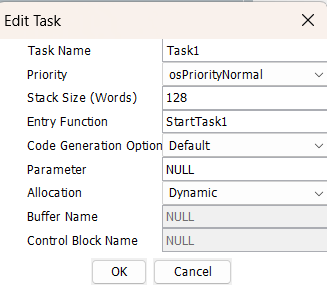 Edit Task
Task Name Task1
Priority osPriorityNormal
Stack Size (Words) 128
Entry Function StartTask1
Code Generation Option Default
Parameter NULL
Allocation Dynamic
Buffer Name NULL
Control Block Name NULL
OK Cancel